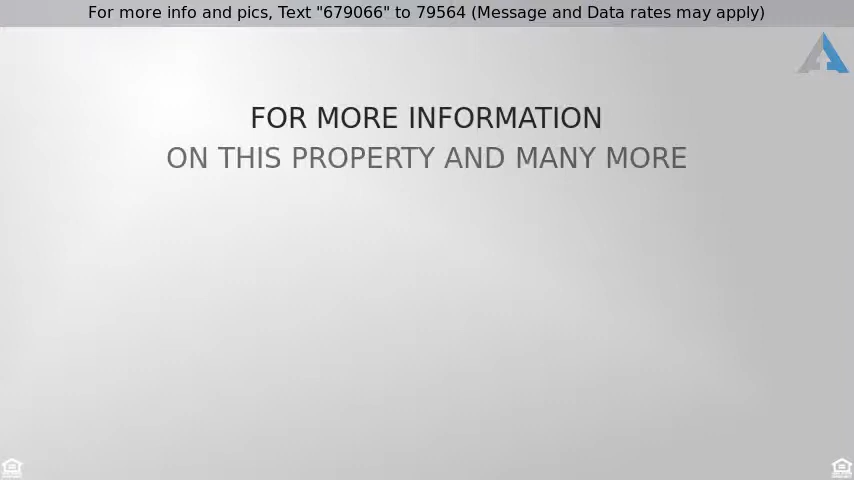 For more info and pics, Text "679066" to 79564 (Message and Data rates may apply)
FOR MORE INFORMATION
ON THIS PROPERTY AND MANY MORE